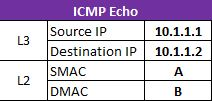 ICMP Echo
L3
Source IP 10.1.1.1
Destination IP 10.1.1.2
L2
SMAC A
DMAC B